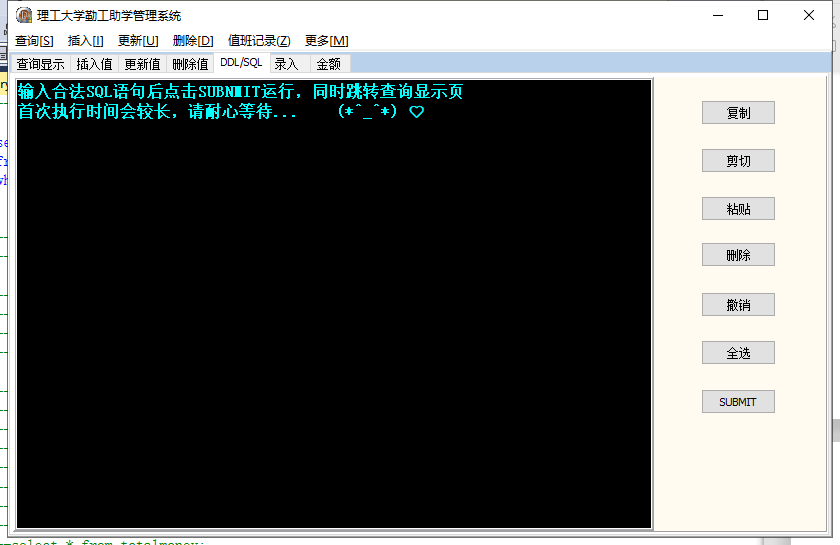 理工大学勤工助学管理系统
查询[S] 插入[I] 更新[U] 删除[D] 值班记录(Z) 更多[M]
查询显示 插入值 更新值 删除值 DDL/SQL 录入 金额
输入合法SQL语句后点击SUBNMIT运行，同时跳转查询显示页
首次执行时间会较长，请耐心等待... (*^_^*) ♡
复制
剪切
粘贴
删除
撤销
全选
SUBMIT
--select * from totalmoney;